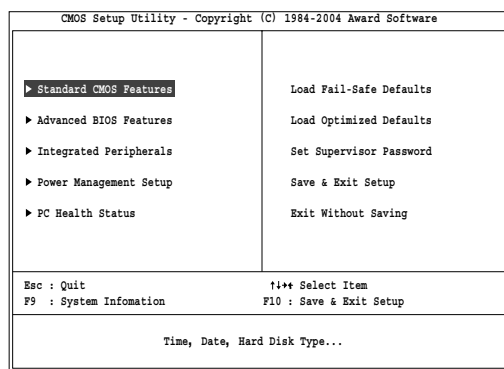 CMOS Setup Utility - Copyright (C) 1984-2004 Award Software
▶ Standard CMOS Features
▶ Advanced BIOS Features
▶ Integrated Peripherals
▶ Power Management Setup
▶ PC Health Status
Load Fail-Safe Defaults
Load Optimized Defaults
Set Supervisor Password
Save & Exit Setup
Exit Without Saving
Esc : Quit
F9 : System Infomation
↑↓→← Select Item
F10 : Save & Exit Setup
Time, Date, Hard Disk Type...